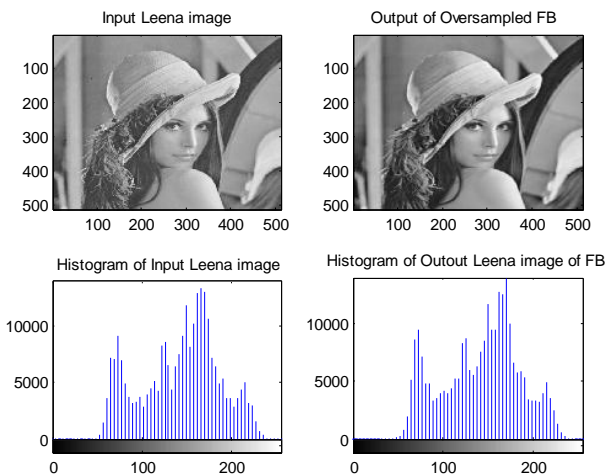 Input Leena image
Output of Oversampled FB
100
200
300
400
500
100 200 300 400 500
100
200
300
400
500
100 200 300 400 500
Histogram of Input Leena image
Histogram of Outout Leena image of FB
10000
5000
0
0 100 200
10000
5000
0
0 100 200